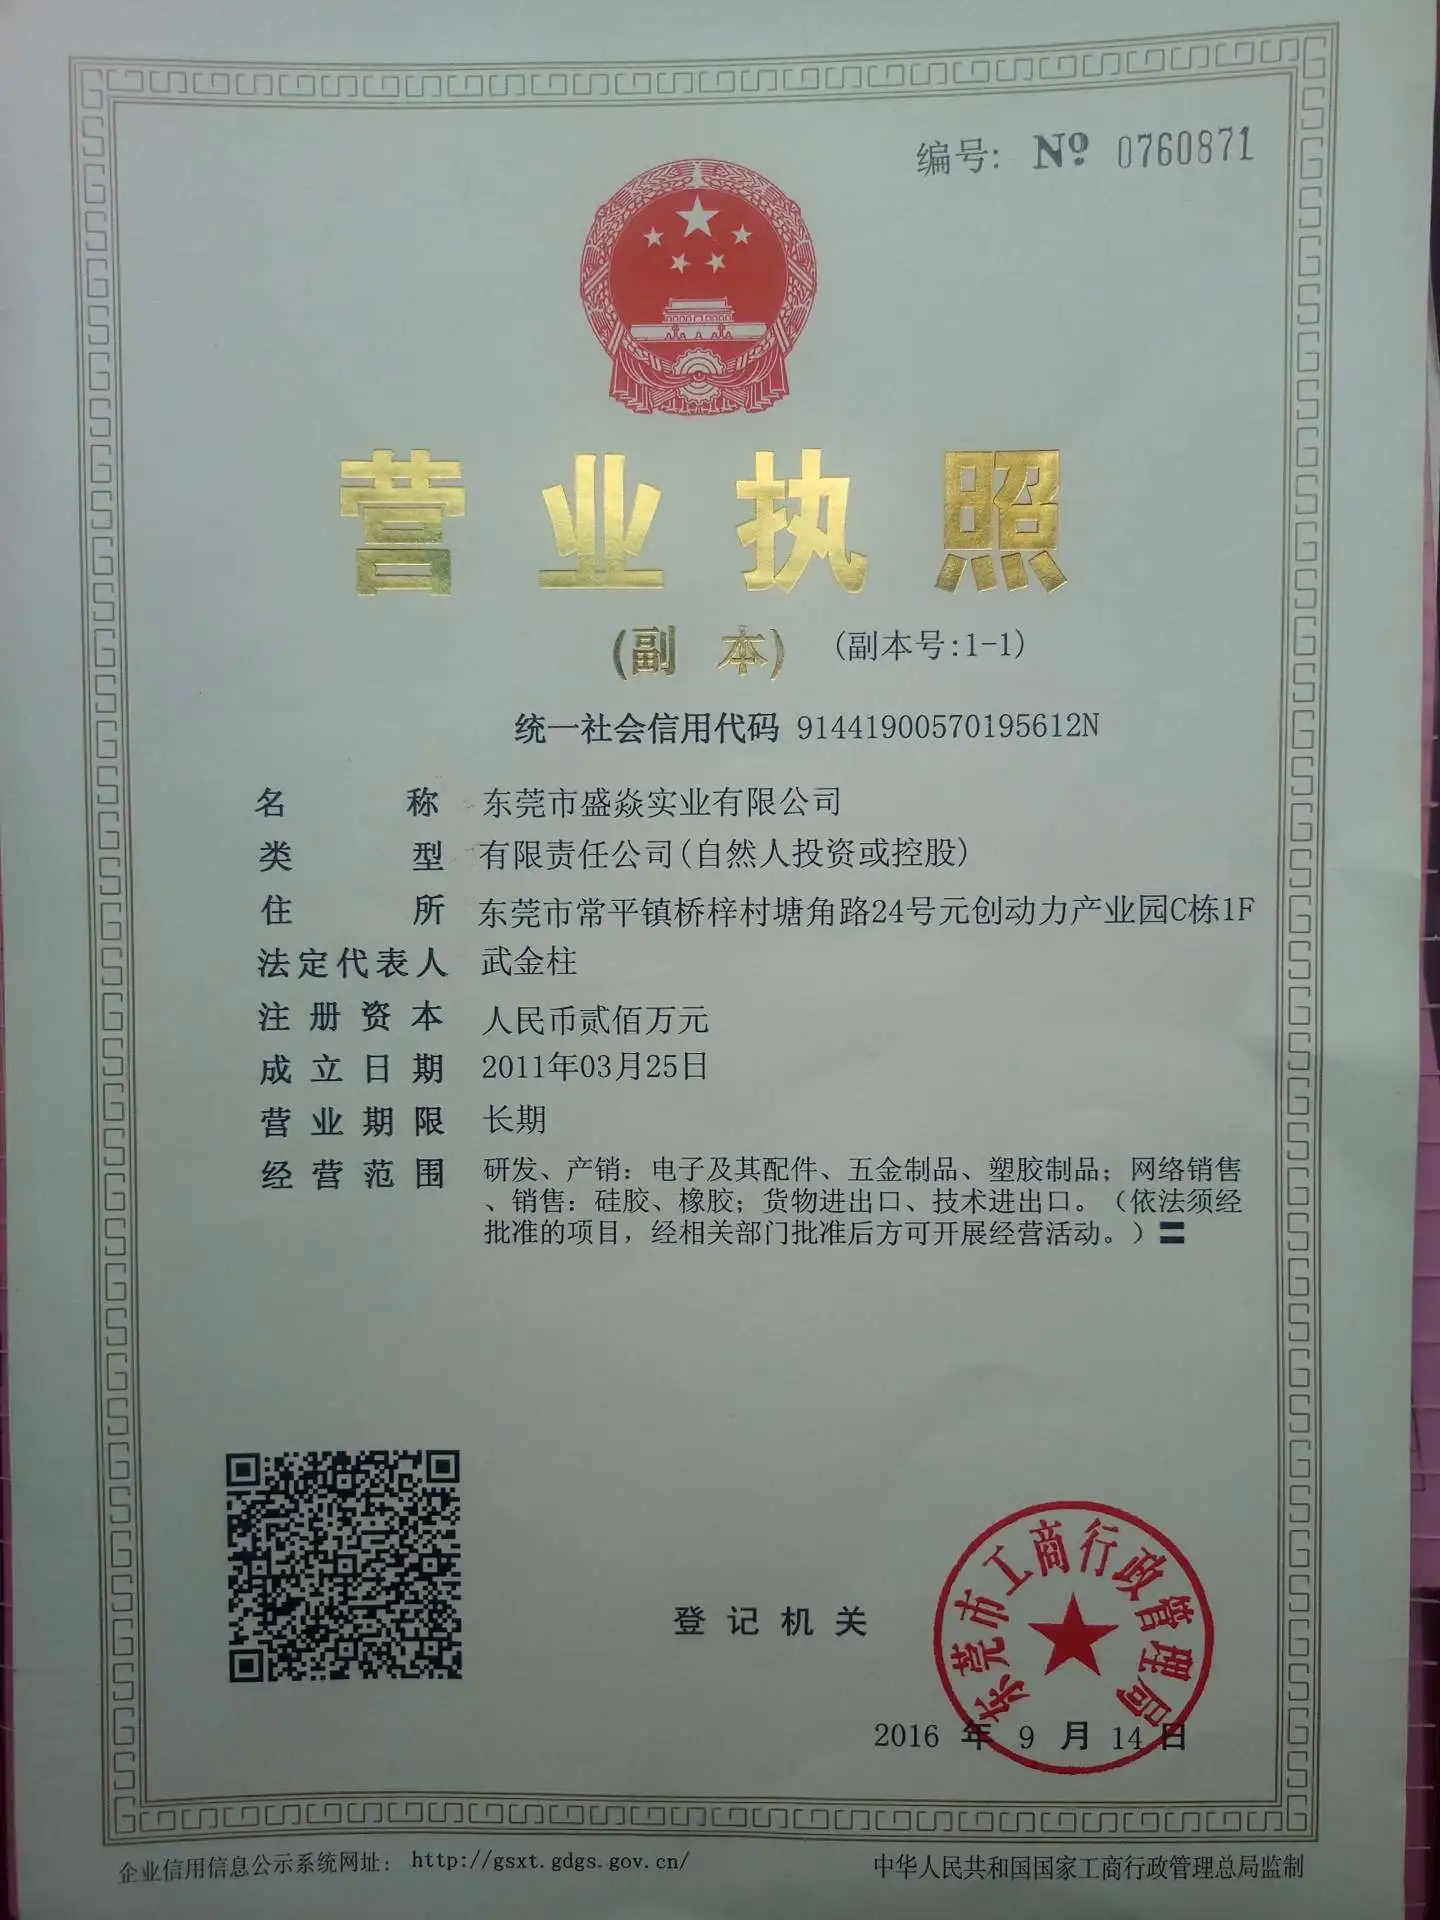 编号: Nº 0760871
营业执照
(副 本) (副本号:1-1)
统一社会信用代码 91441900570195612N
名 称 东莞市盛焱实业有限公司
类 型 有限责任公司(自然人投资或控股)
住 所 东莞市常平镇桥梓村塘角路24号元创动力产业园C栋1F
法定代表人 武金柱
注册资本 人民币贰佰万元
成立日期 2011年03月25日
营业期限 长期
经营范围 研发、产销：电子及其配件、五金制品、塑胶制品；网络销售
、销售：硅胶、橡胶；货物进出口、技术进出口。（依法须经
批准的项目，经相关部门批准后方可开展经营活动。）〓
东莞市工商行政管理局
登记机关
2016 年 9 月 14 日
企业信用信息公示系统网址： http://gsxt.gdgs.gov.cn/ 中华人民共和国国家工商行政管理总局监制